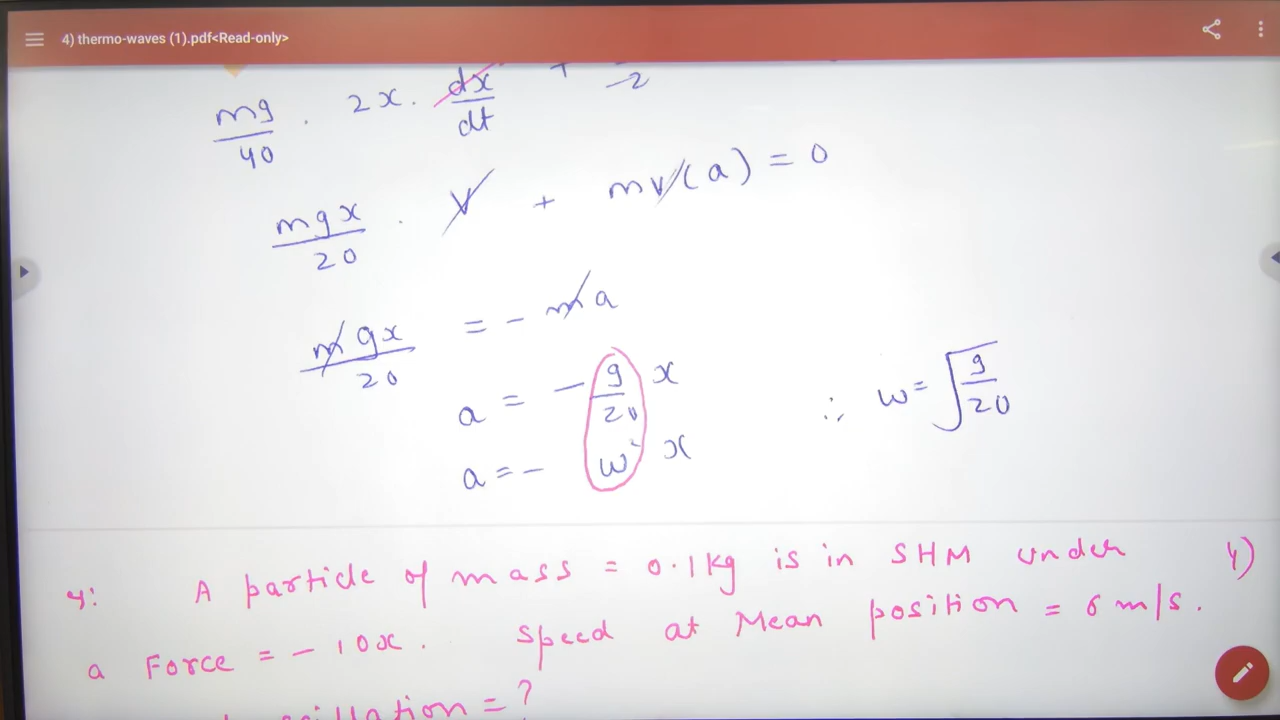 4) thermo-waves (1).pdf<Read-only>
mg/40 . 2x . dx/dt + 2
mgx/20 . v + mv(a) = 0
mgx/20 = - ma
a = - g/20 x
∴ w = √(g/20)
a = - w² x
4: A particle of mass = 0.1kg is in SHM under 4)
a Force = - 10x. Speed at Mean position = 6 m/s.
= ?